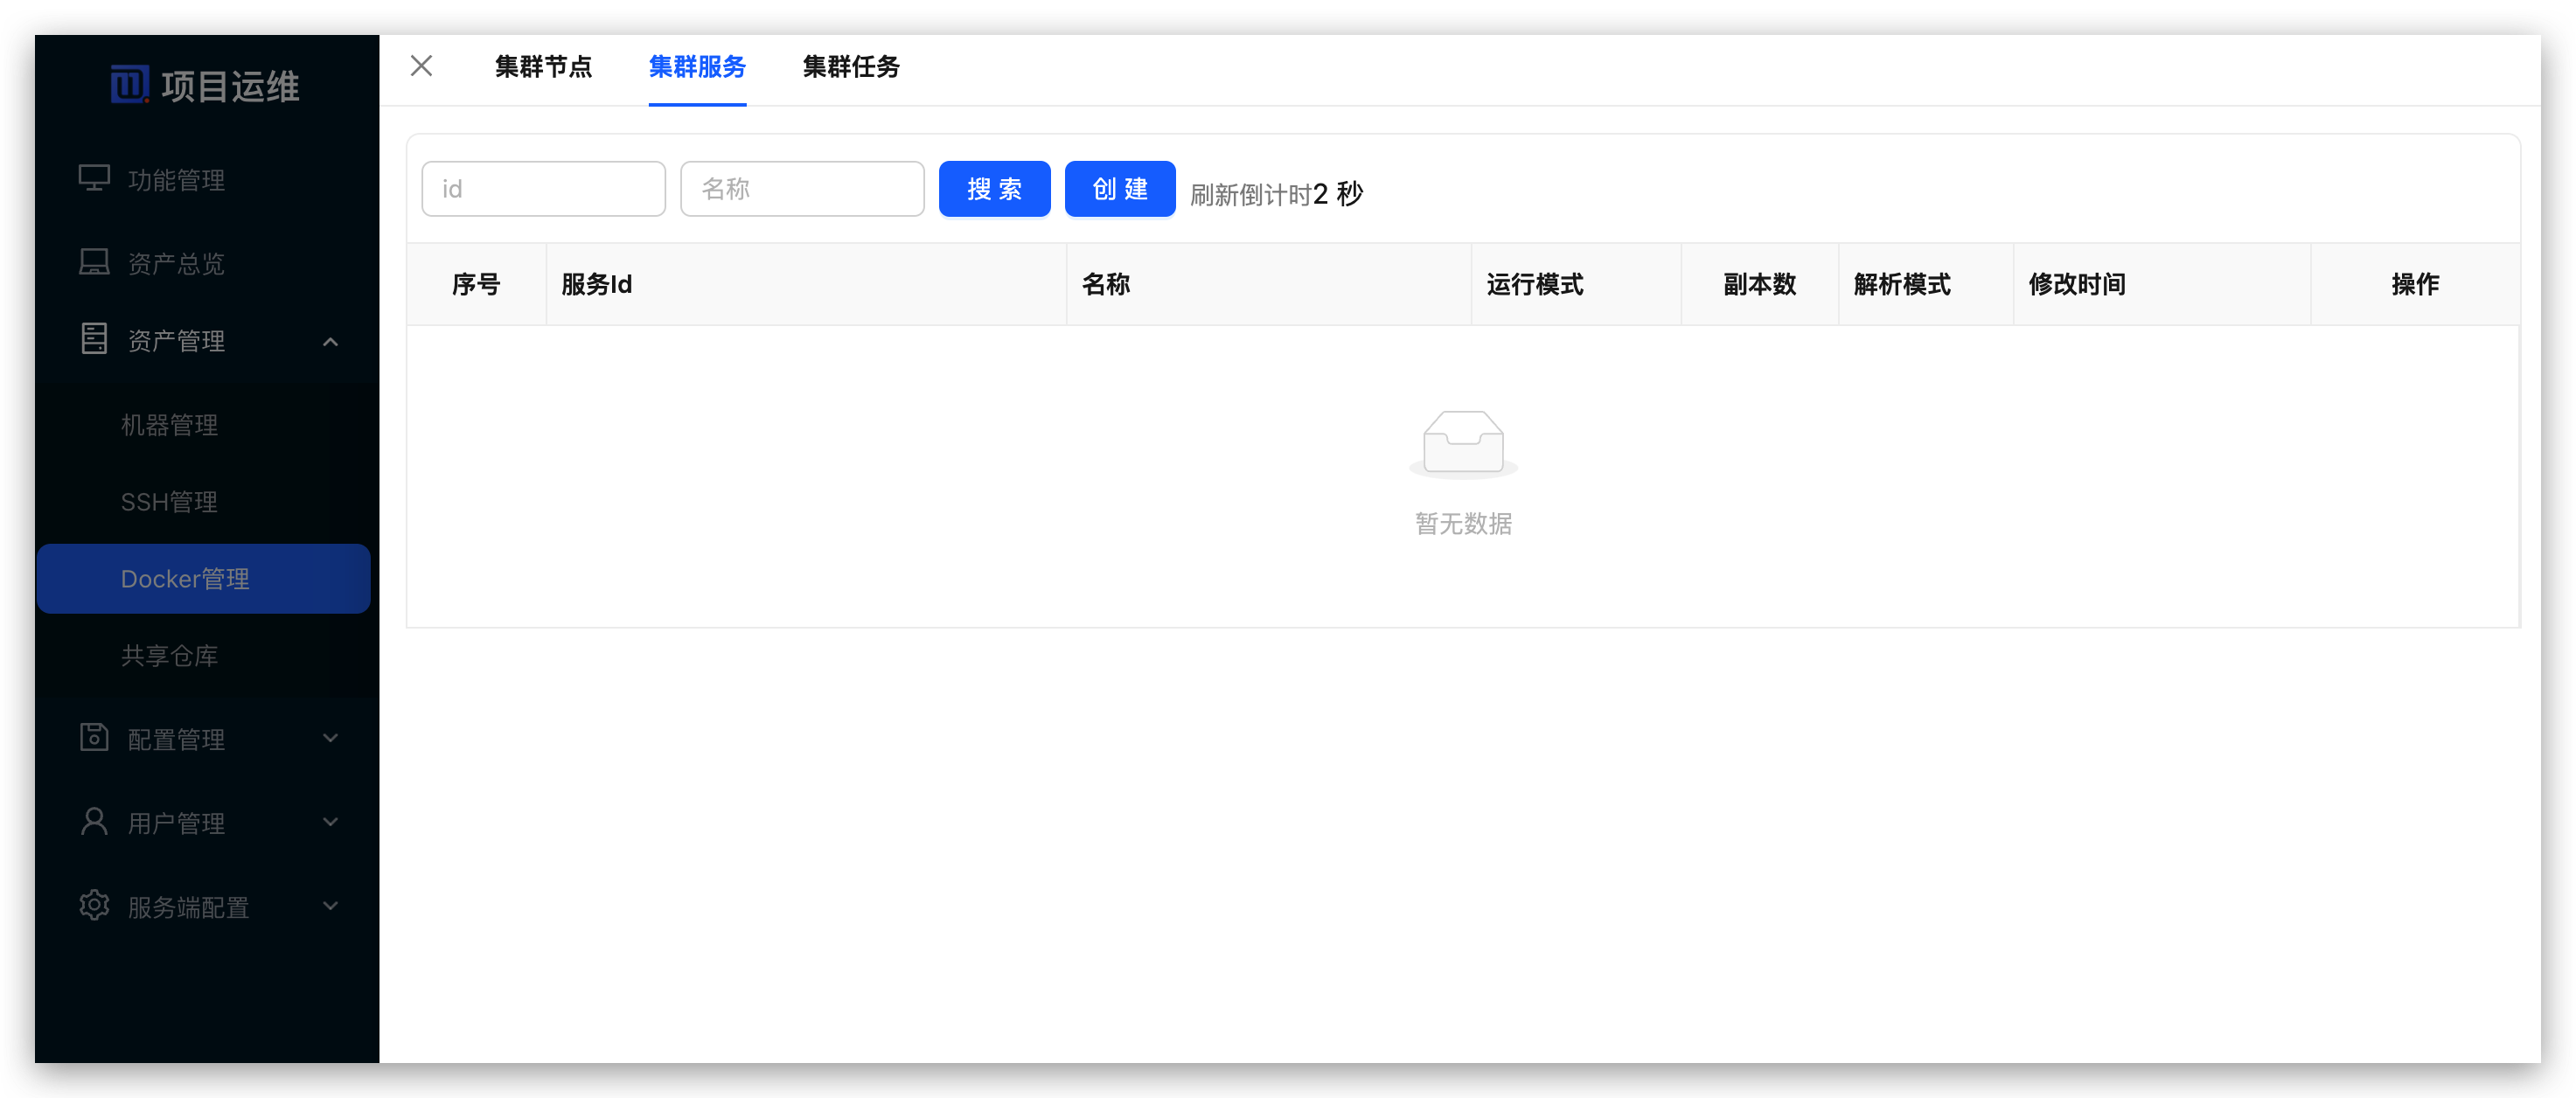 项目运维
功能管理
资产总览
资产管理
机器管理
SSH管理
Docker管理
共享仓库
配置管理
用户管理
服务端配置
集群节点 集群服务 集群任务
id 名称 搜 索 创 建 刷新倒计时2 秒
序号 服务Id 名称 运行模式 副本数 解析模式 修改时间 操作
暂无数据